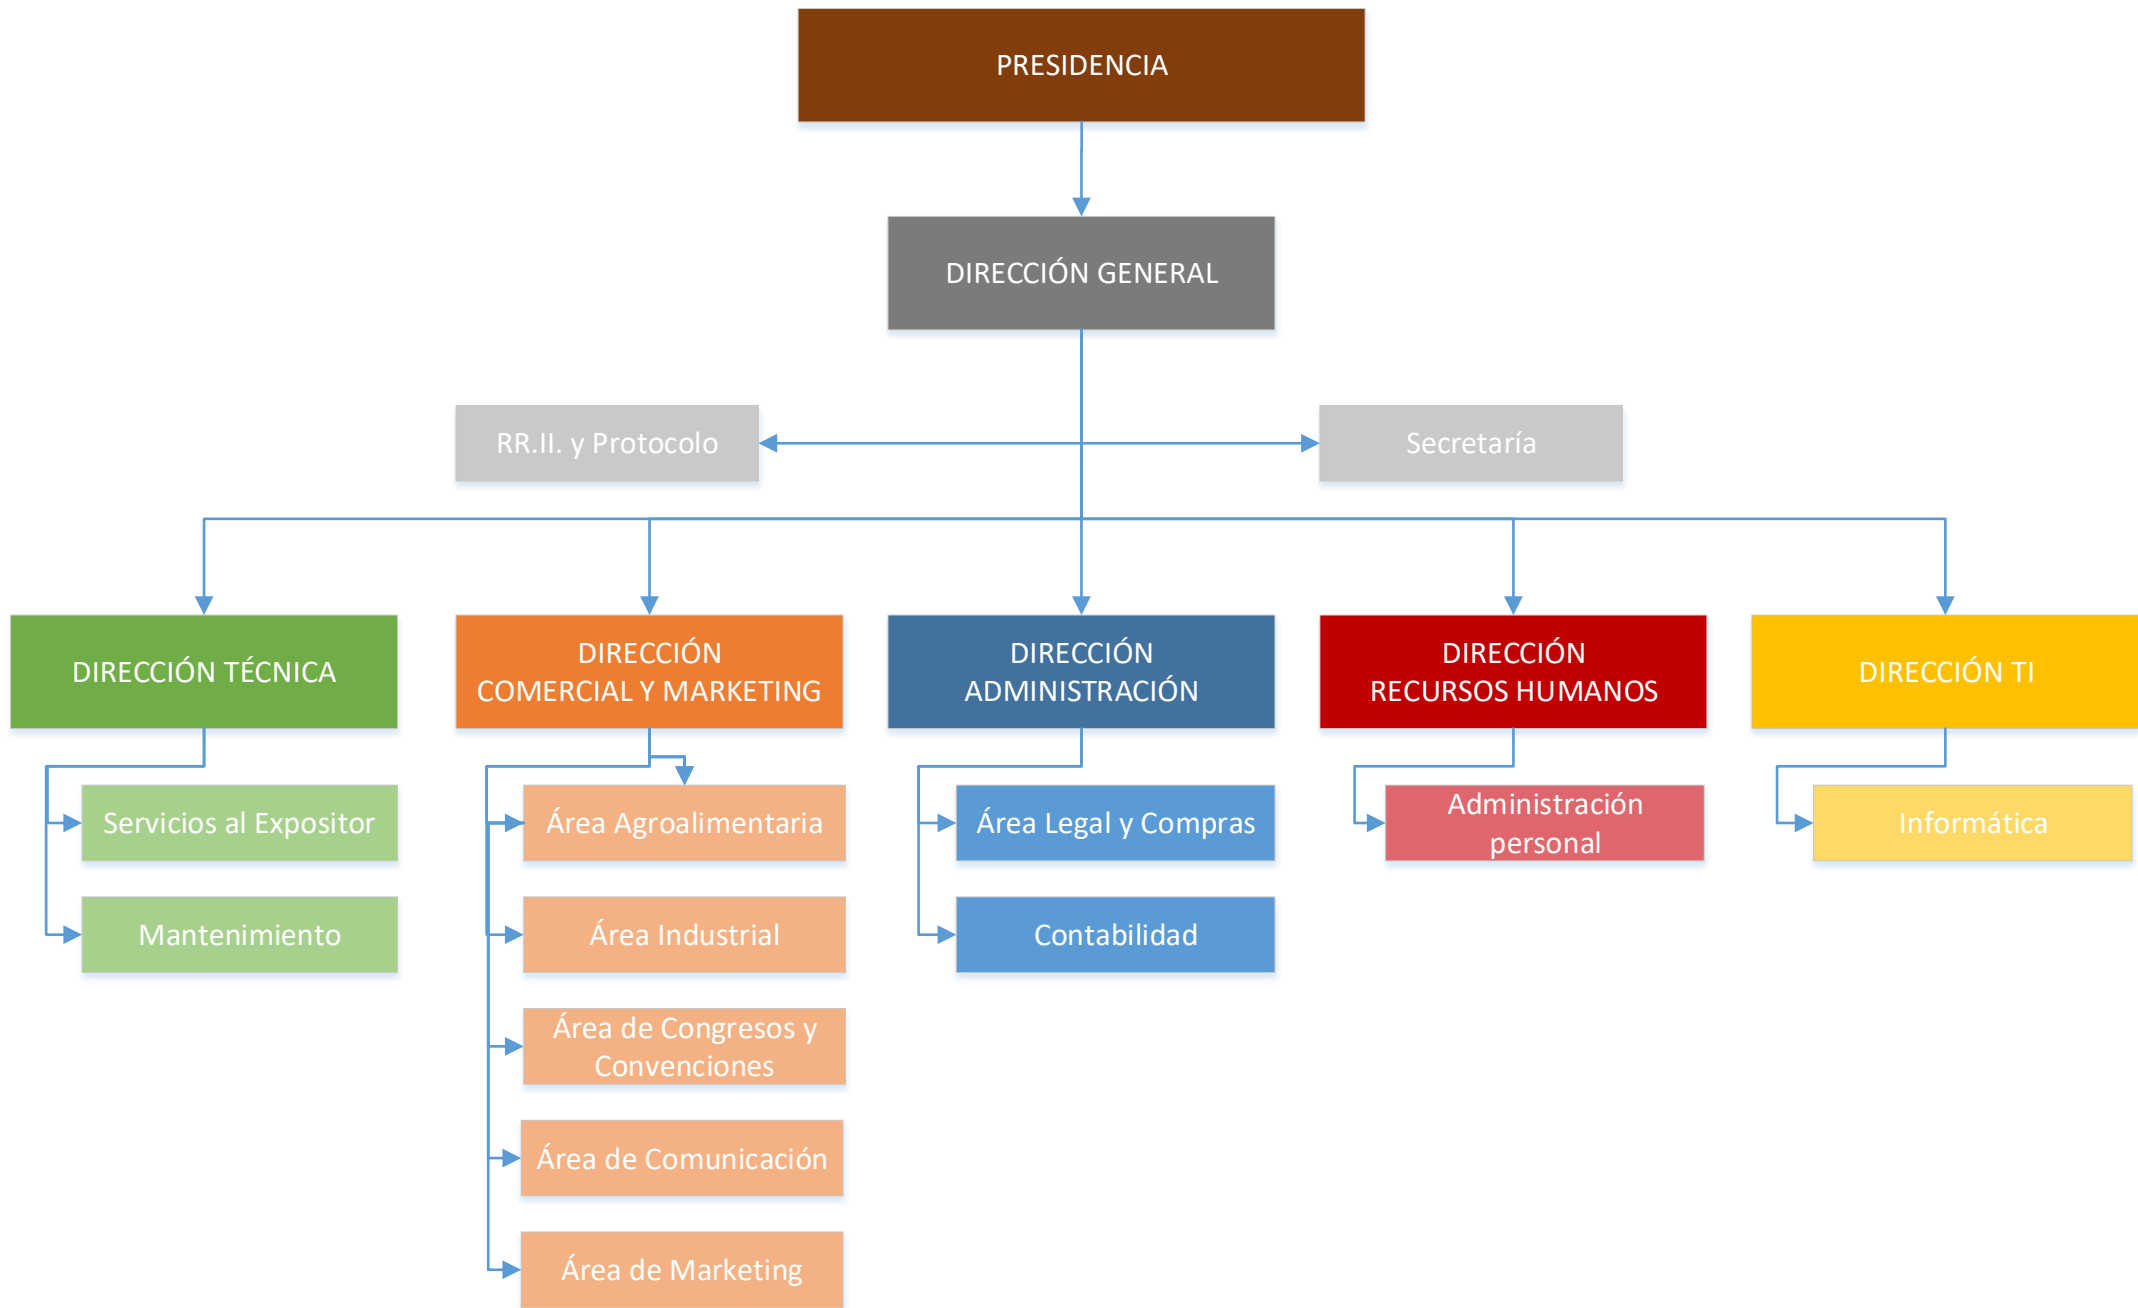 PRESIDENCIA
DIRECCIÓN GENERAL
RR.II. y Protocolo
Secretaría
DIRECCIÓN TÉCNICA
DIRECCIÓN
COMERCIAL Y MARKETING
DIRECCIÓN
ADMINISTRACIÓN
DIRECCIÓN
RECURSOS HUMANOS
DIRECCIÓN TI
Servicios al Expositor
Mantenimiento
Área Agroalimentaria
Área Industrial
Área de Congresos y
Convenciones
Área de Comunicación
Área de Marketing
Área Legal y Compras
Contabilidad
Administración
personal
Informática